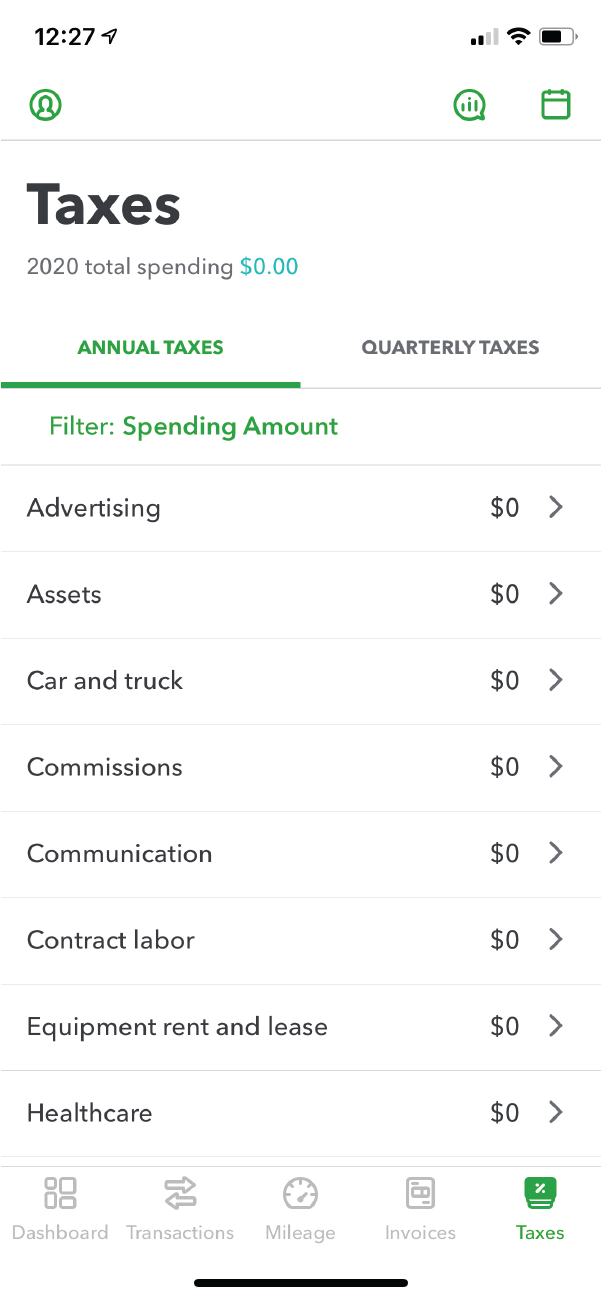 12:27
Taxes
2020 total spending $0.00
ANNUAL TAXES QUARTERLY TAXES
Filter: Spending Amount
Advertising $0
Assets $0
Car and truck $0
Commissions $0
Communication $0
Contract labor $0
Equipment rent and lease $0
Healthcare $0
Dashboard Transactions Mileage Invoices Taxes